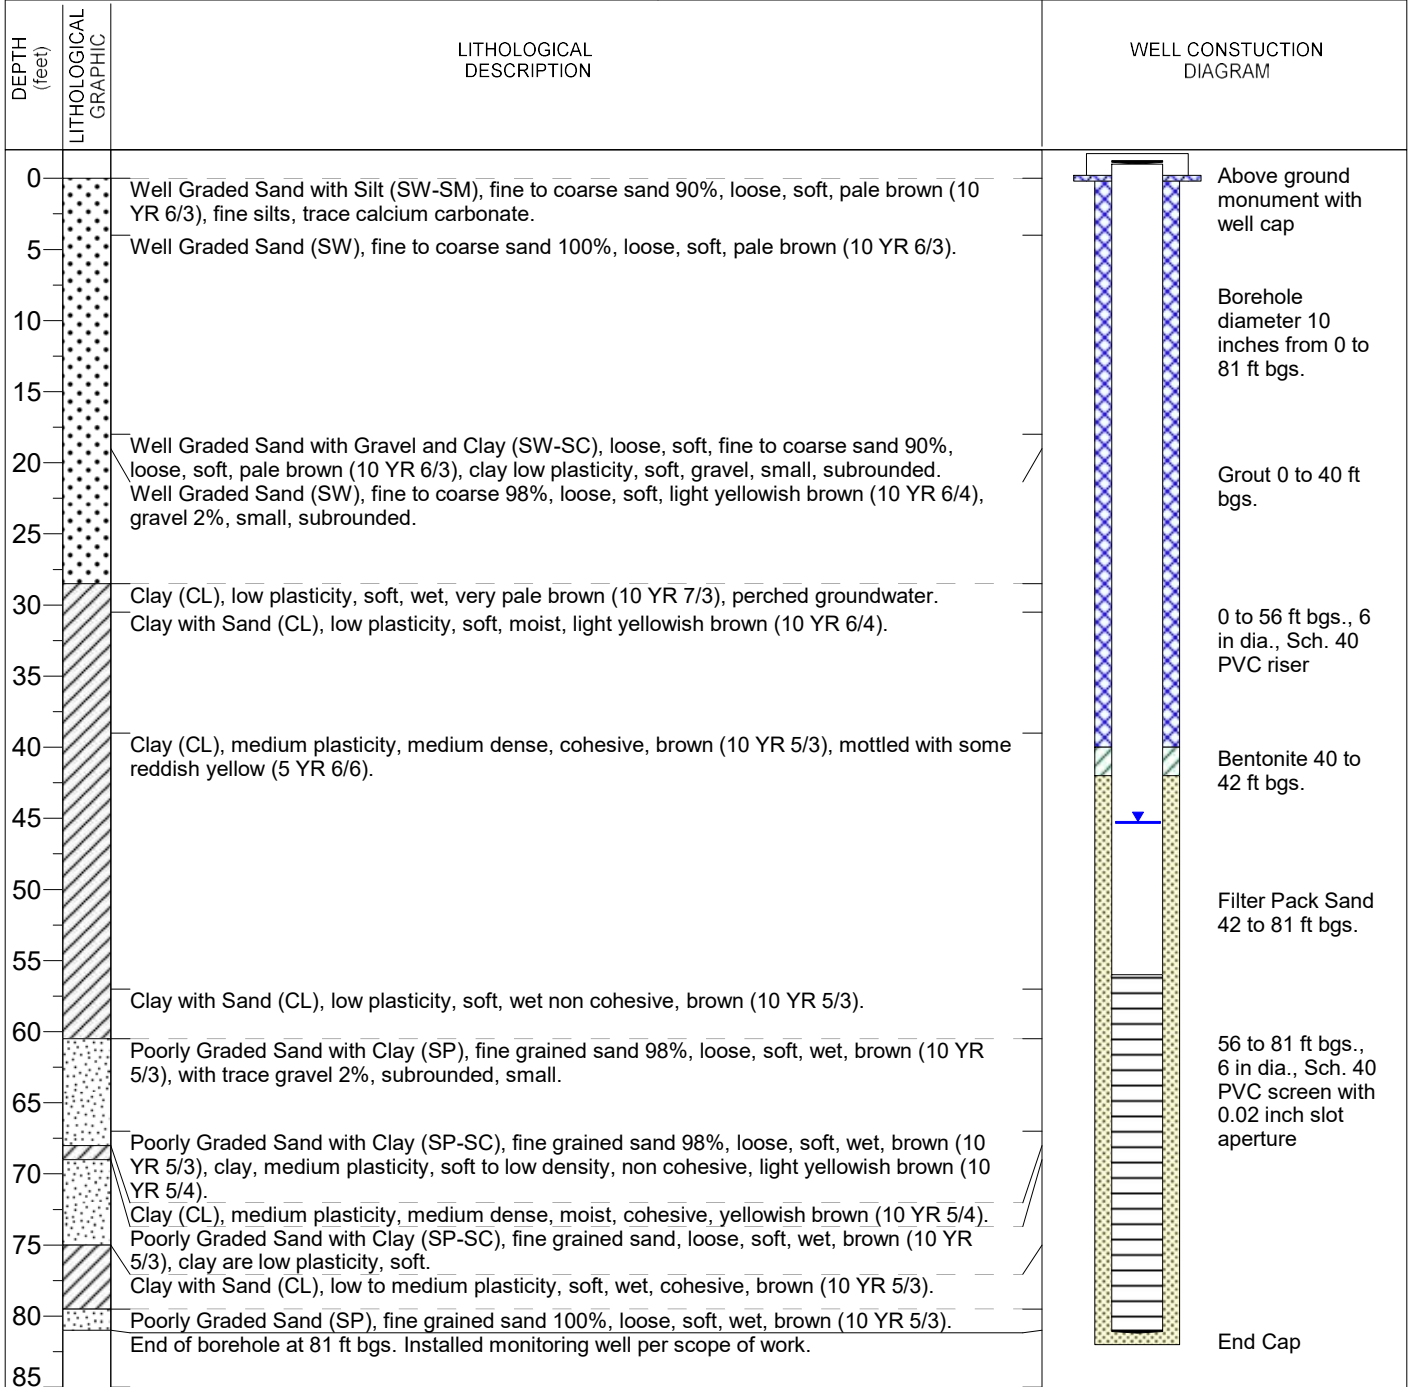 DEPTH
(feet)
LITHOLOGICAL
GRAPHIC
LITHOLOGICAL
DESCRIPTION
WELL CONSTUCTION
DIAGRAM
0
5
10
15
20
25
30
35
40
45
50
55
60
65
70
75
80
85
Well Graded Sand with Silt (SW-SM), fine to coarse sand 90%, loose, soft, pale brown (10
YR 6/3), fine silts, trace calcium carbonate.
Well Graded Sand (SW), fine to coarse sand 100%, loose, soft, pale brown (10 YR 6/3).
Well Graded Sand with Gravel and Clay (SW-SC), loose, soft, fine to coarse sand 90%,
loose, soft, pale brown (10 YR 6/3), clay low plasticity, soft, gravel, small, subrounded.
Well Graded Sand (SW), fine to coarse 98%, loose, soft, light yellowish brown (10 YR 6/4),
gravel 2%, small, subrounded.
Clay (CL), low plasticity, soft, wet, very pale brown (10 YR 7/3), perched groundwater.
Clay with Sand (CL), low plasticity, soft, moist, light yellowish brown (10 YR 6/4).
Clay (CL), medium plasticity, medium dense, cohesive, brown (10 YR 5/3), mottled with some
reddish yellow (5 YR 6/6).
Clay with Sand (CL), low plasticity, soft, wet non cohesive, brown (10 YR 5/3).
Poorly Graded Sand with Clay (SP), fine grained sand 98%, loose, soft, wet, brown (10 YR
5/3), with trace gravel 2%, subrounded, small.
Poorly Graded Sand with Clay (SP-SC), fine grained sand 98%, loose, soft, wet, brown (10
YR 5/3), clay, medium plasticity, soft to low density, non cohesive, light yellowish brown (10
YR 5/4).
Clay (CL), medium plasticity, medium dense, moist, cohesive, yellowish brown (10 YR 5/4).
Poorly Graded Sand with Clay (SP-SC), fine grained sand, loose, soft, wet, brown (10 YR
5/3), clay are low plasticity, soft.
Clay with Sand (CL), low to medium plasticity, soft, wet, cohesive, brown (10 YR 5/3).
Poorly Graded Sand (SP), fine grained sand 100%, loose, soft, wet, brown (10 YR 5/3).
End of borehole at 81 ft bgs. Installed monitoring well per scope of work.
Above ground
monument with
well cap
Borehole
diameter 10
inches from 0 to
81 ft bgs.
Grout 0 to 40 ft
bgs.
0 to 56 ft bgs., 6
in dia., Sch. 40
PVC riser
Bentonite 40 to
42 ft bgs.
Filter Pack Sand
42 to 81 ft bgs.
56 to 81 ft bgs.,
6 in dia., Sch. 40
PVC screen with
0.02 inch slot
aperture
End Cap